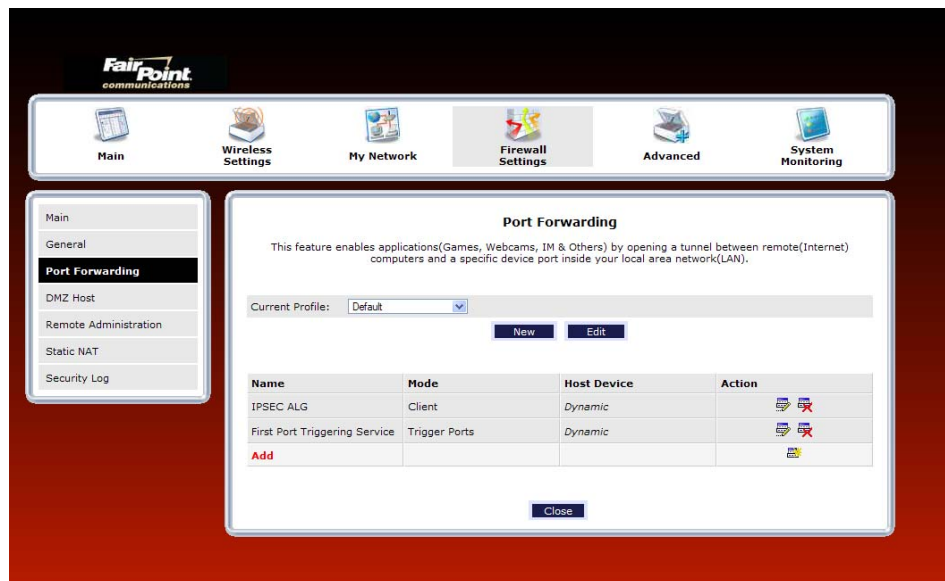 FairPoint.
communications
Main
Wireless
Settings
My Network
Firewall
Settings
Advanced
System
Monitoring
Main
General
Port Forwarding
DMZ Host
Remote Administration
Static NAT
Security Log
Port Forwarding
This feature enables applications(Games, Webcams, IM & Others) by opening a tunnel between remote(Internet)
computers and a specific device port inside your local area network(LAN).
Current Profile: Default
New Edit
Name Mode Host Device Action
IPSEC ALG Client Dynamic
First Port Triggering Service Trigger Ports Dynamic
Add
Close